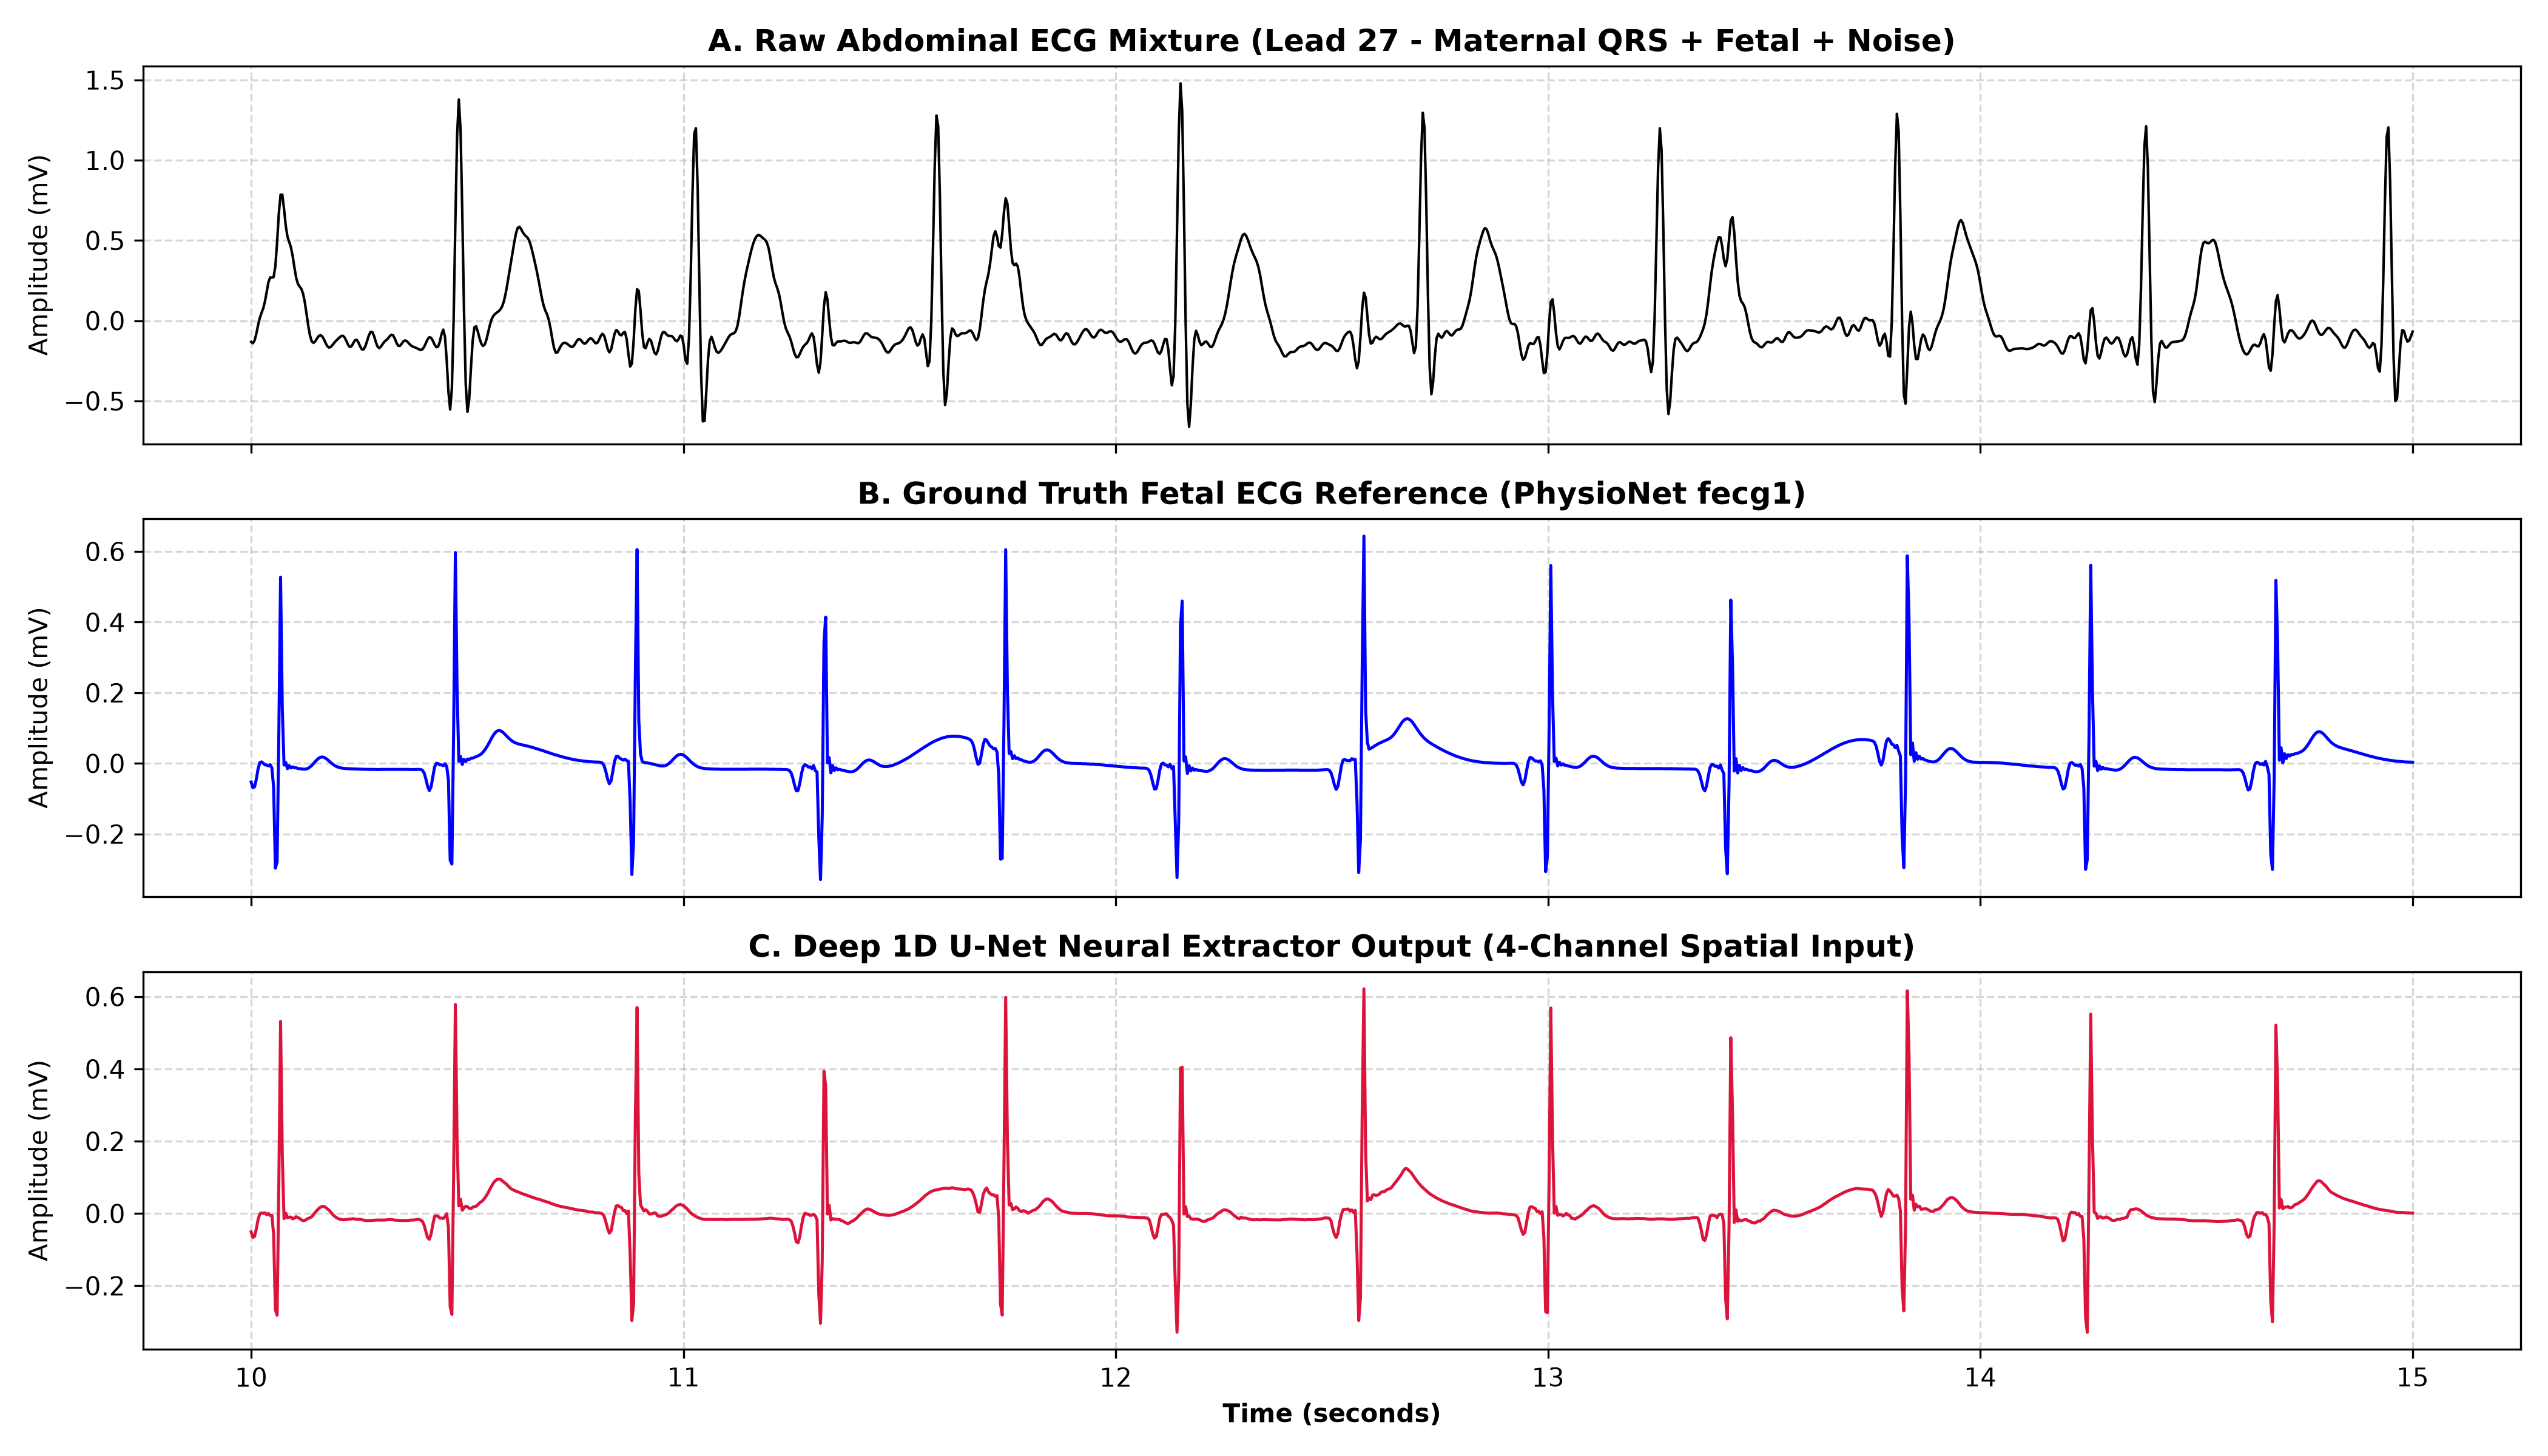 A. Raw Abdominal ECG Mixture (Lead 27 - Maternal QRS + Fetal + Noise)
1.5
1.0
0.5
0.0
−0.5
Amplitude (mV)
B. Ground Truth Fetal ECG Reference (PhysioNet fecg1)
0.6
0.4
0.2
0.0
−0.2
Amplitude (mV)
C. Deep 1D U-Net Neural Extractor Output (4-Channel Spatial Input)
0.6
0.4
0.2
0.0
−0.2
Amplitude (mV)
10 11 12 13 14 15
Time (seconds)